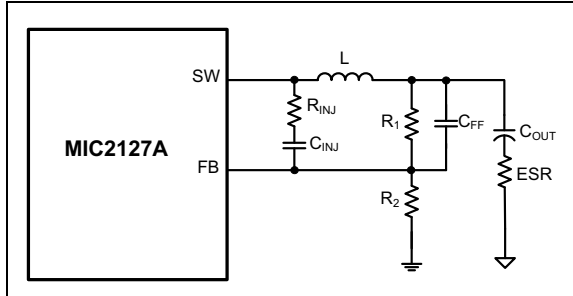 SW
L
R_INJ
C_INJ
R_1
C_FF
C_OUT
ESR
MIC2127A
FB
R_2